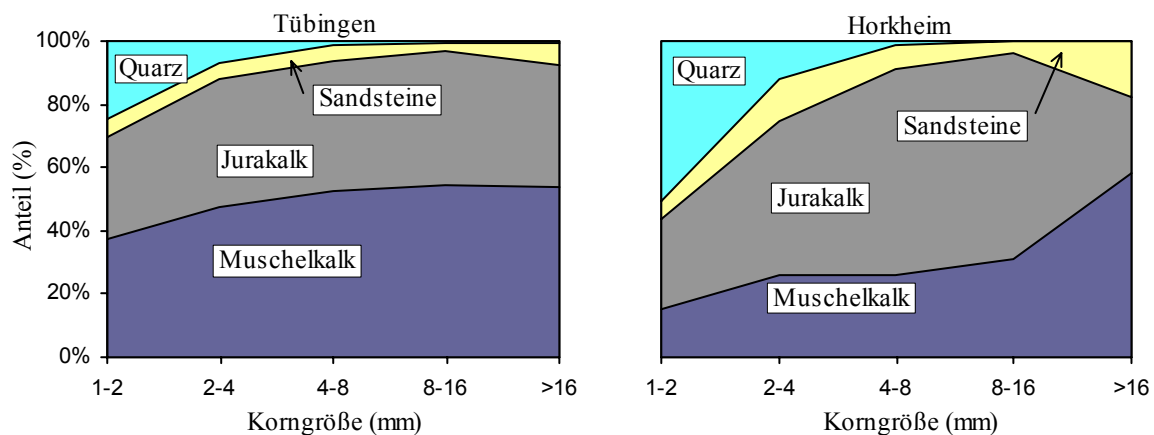 Tübingen
100%
80%
60%
40%
20%
0%
Anteil (%)
Quarz
Sandsteine
Jurakalk
Muschelkalk
1-2 2-4 4-8 8-16 >16
Korngröße (mm)
Horkheim
Quarz
Sandsteine
Jurakalk
Muschelkalk
1-2 2-4 4-8 8-16 >16
Korngröße (mm)